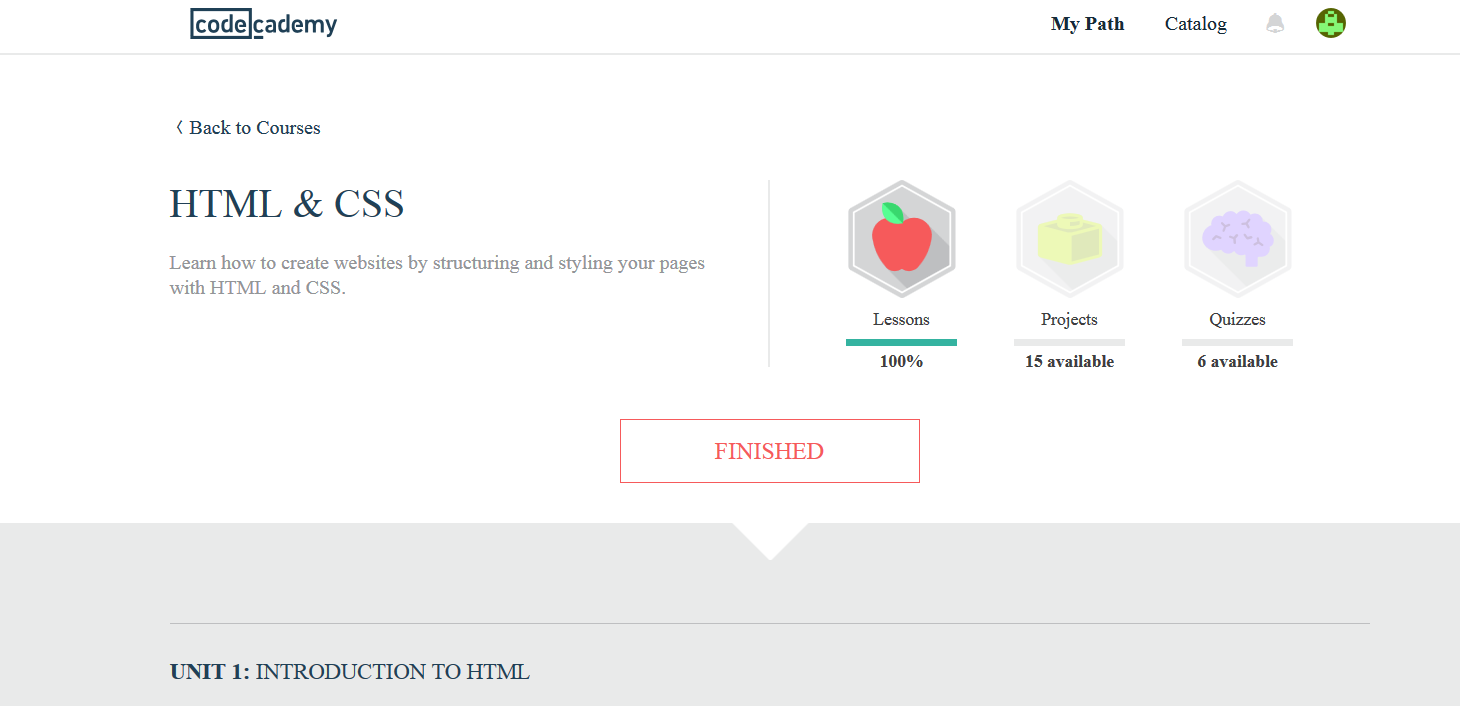 codecademy
My Path
Catalog
Back to Courses
HTML & CSS
Learn how to create websites by structuring and styling your pages
with HTML and CSS.
Lessons
100%
Projects
15 available
Quizzes
6 available
FINISHED
UNIT 1: INTRODUCTION TO HTML